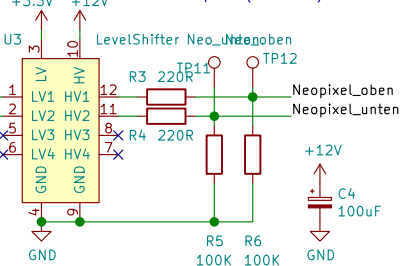 +3.3V
+12V
U3
LevelShifter
Neo_unten
Neo_oben
TP11
TP12
3
10
LV
HV
R3 220R
1
LV1
HV1
12
Neopixel_oben
2
LV2
HV2
11
Neopixel_unten
5
LV3
HV3
8
R4 220R
6
LV4
HV4
7
GND
GND
4
9
+12V
C4
100uF
GND
GND
R5
100K
R6
100K